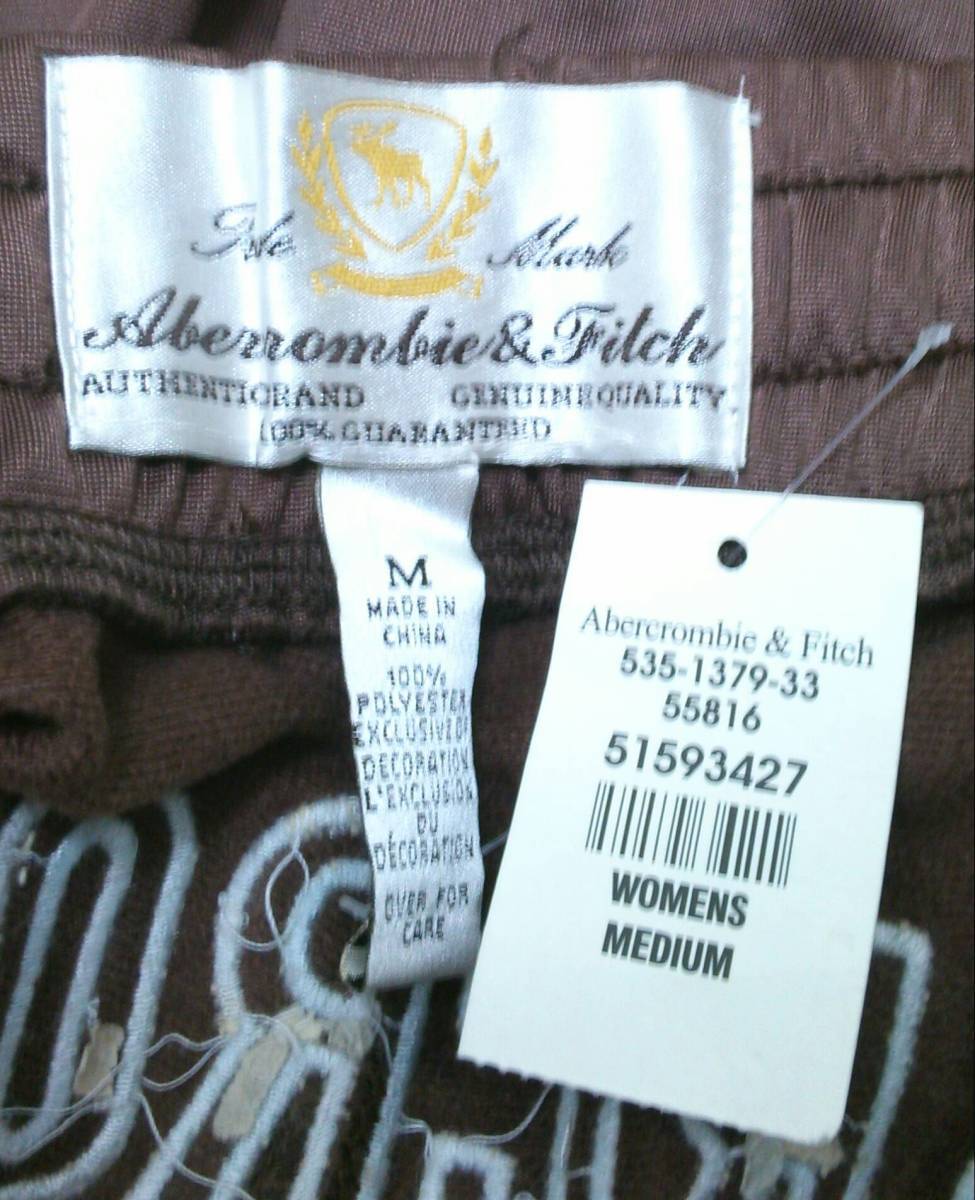 The Mark
Abercrombie & Fitch
AUTHENTICBRAND GENUINEQUALITY
100% GUARANTEED
M
MADE IN
CHINA
100%
POLYESTER
EXCLUSIVE OF
DECORATION
L'EXCLUSION
DU
DÉCORATION
OVER FOR
CARE
Abercrombie & Fitch
535-1379-33
55816
51593427
WOMENS
MEDIUM